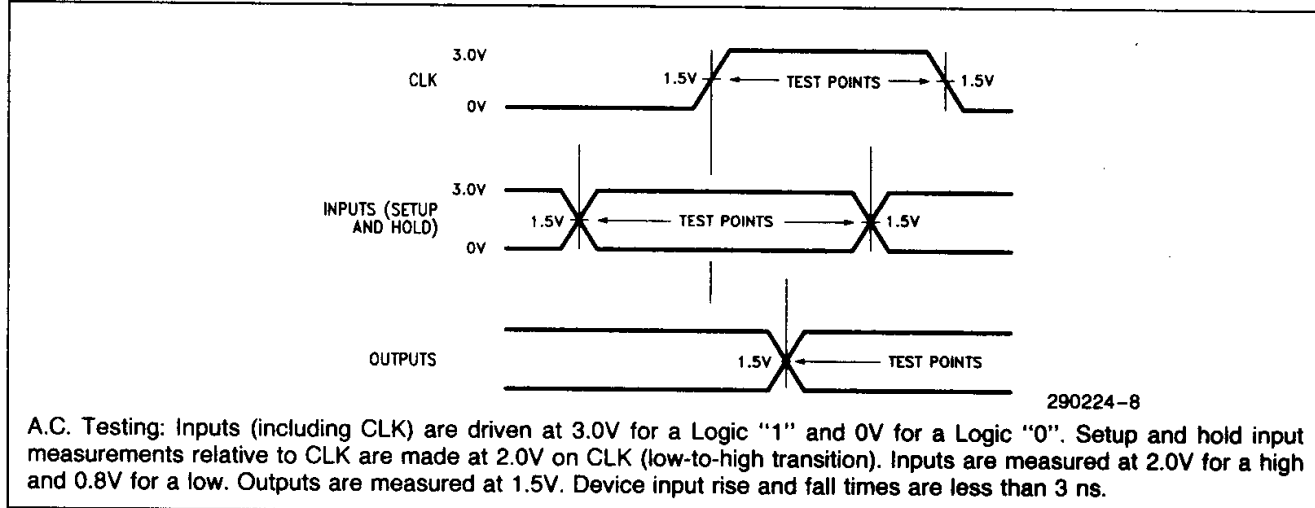 3.0V
CLK
1.5V
TEST POINTS
1.5V
0V
3.0V
INPUTS (SETUP
AND HOLD)
1.5V
TEST POINTS
1.5V
0V
OUTPUTS
1.5V
TEST POINTS
290224-8
A.C. Testing: Inputs (including CLK) are driven at 3.0V for a Logic "1" and 0V for a Logic "0". Setup and hold input
measurements relative to CLK are made at 2.0V on CLK (low-to-high transition). Inputs are measured at 2.0V for a high
and 0.8V for a low. Outputs are measured at 1.5V. Device input rise and fall times are less than 3 ns.